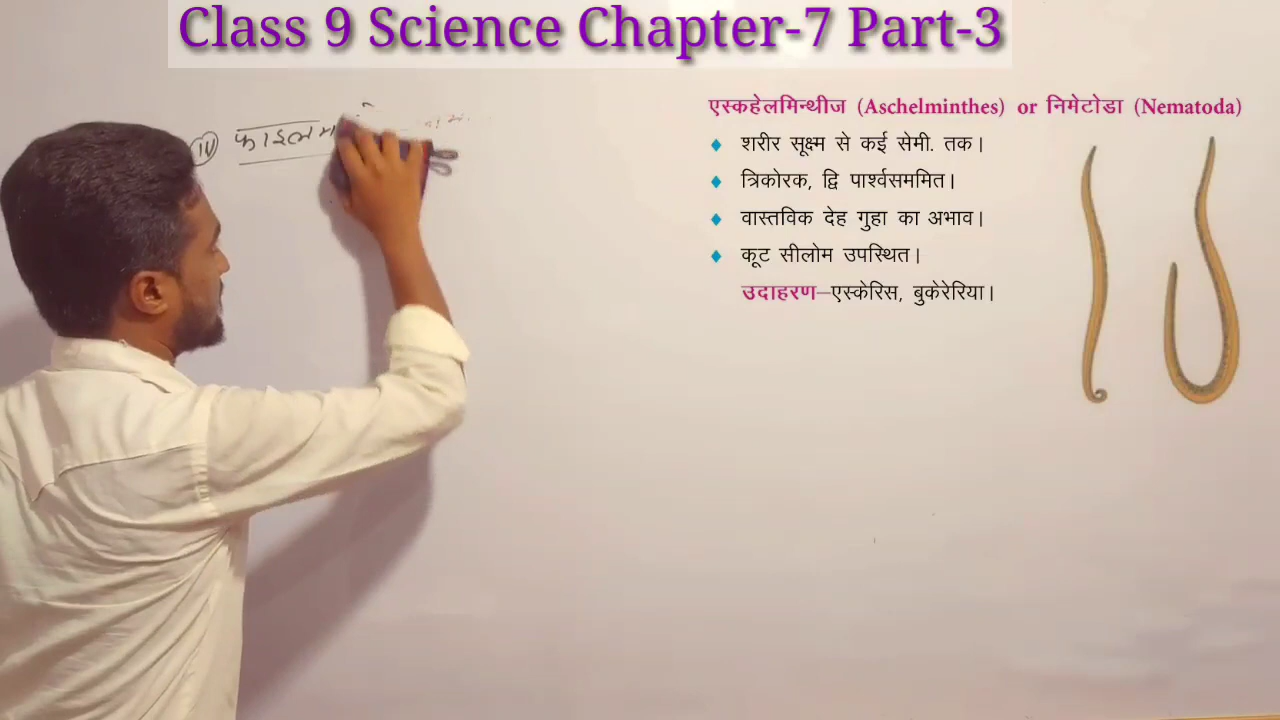 Class 9 Science Chapter-7 Part-3
एस्कहेलमिन्थीज (Aschelminthes) or निमेटोडा (Nematoda)
शरीर सूक्ष्म से कई सेमी. तक।
त्रिकोरक, द्वि पार्श्वसममित।
वास्तविक देह गुहा का अभाव।
कूट सीलोम उपस्थित।
उदाहरण–एस्केरिस, बुकेरेरिया।
(IV)